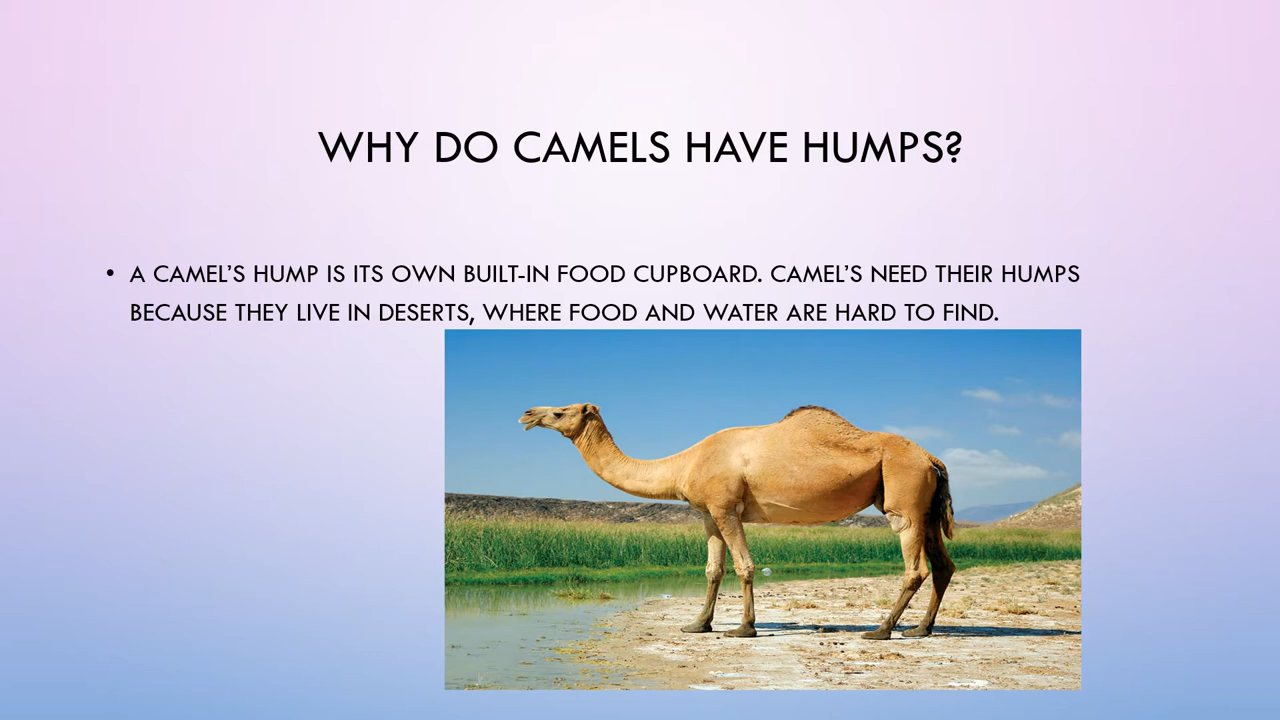 WHY DO CAMELS HAVE HUMPS?
• A CAMEL’S HUMP IS ITS OWN BUILT-IN FOOD CUPBOARD. CAMEL’S NEED THEIR HUMPS
BECAUSE THEY LIVE IN DESERTS, WHERE FOOD AND WATER ARE HARD TO FIND.